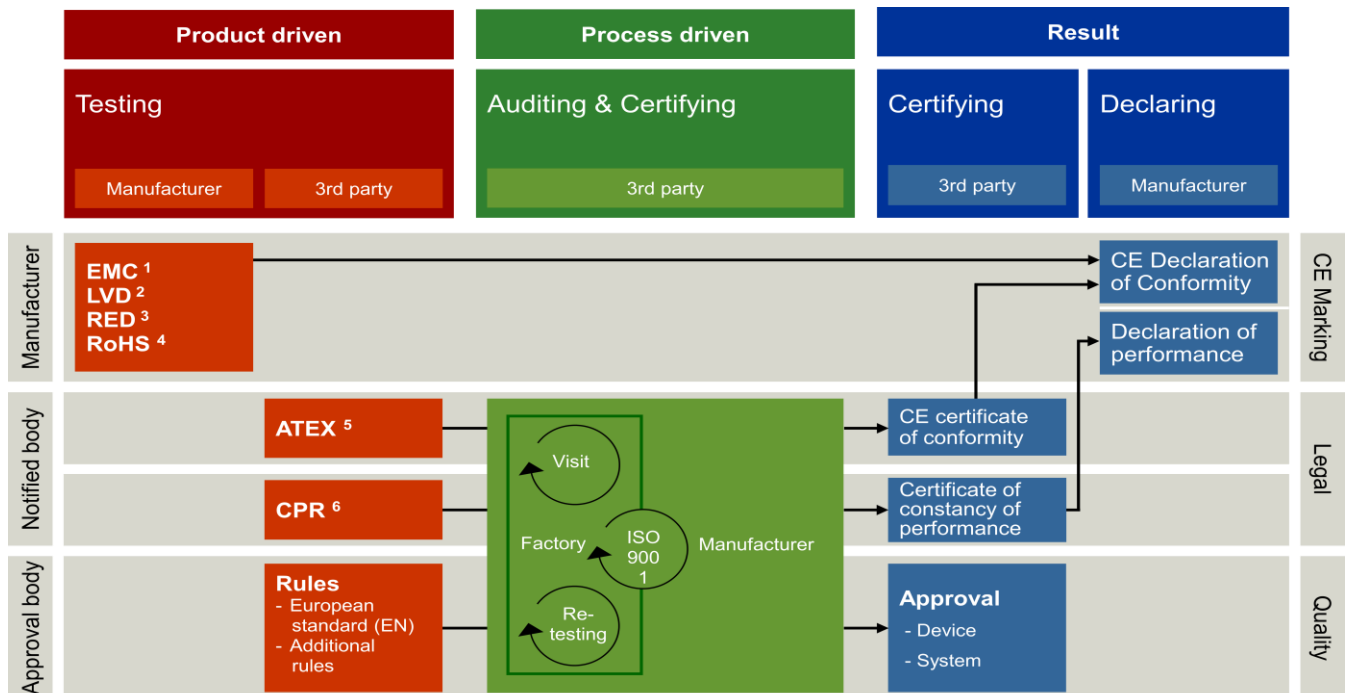 Product driven
Process driven
Result
Testing
Manufacturer
3rd party
Auditing & Certifying
3rd party
Certifying
3rd party
Declaring
Manufacturer
Manufacturer
EMC 1
LVD 2
RED 3
RoHS 4
CE Declaration
of Conformity
Declaration of
performance
CE Marking
Notified body
ATEX 5
CPR 6
Visit
Factory
ISO
900
1
Manufacturer
Re-
testing
CE certificate
of conformity
Certificate of
constancy of
performance
Legal
Approval body
Rules
- European
standard (EN)
- Additional
rules
Approval
- Device
- System
Quality